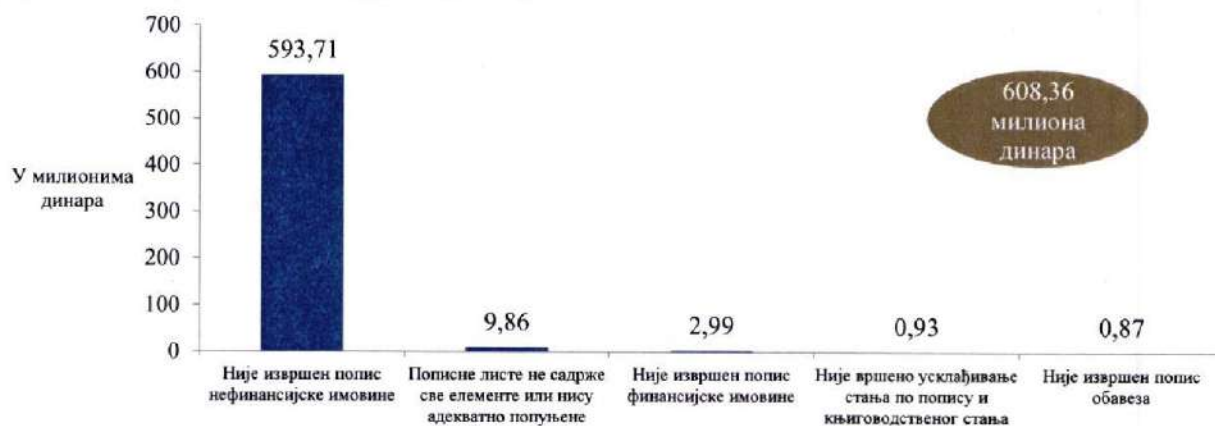 700
600
500
400
300
200
100
0
У милионима
динара
593,71
9,86
2,99
0,93
0,87
608,36
милиона
динара
Није извршен попис
нефинансијске имовине
Пописне листе не садрже
све елементе или нису
адекватно попуњене
Није извршен попис
финансијске имовине
Није вршено усклађивање
стања по попису и
књиговодственог стања
Није извршен попис
обавеза